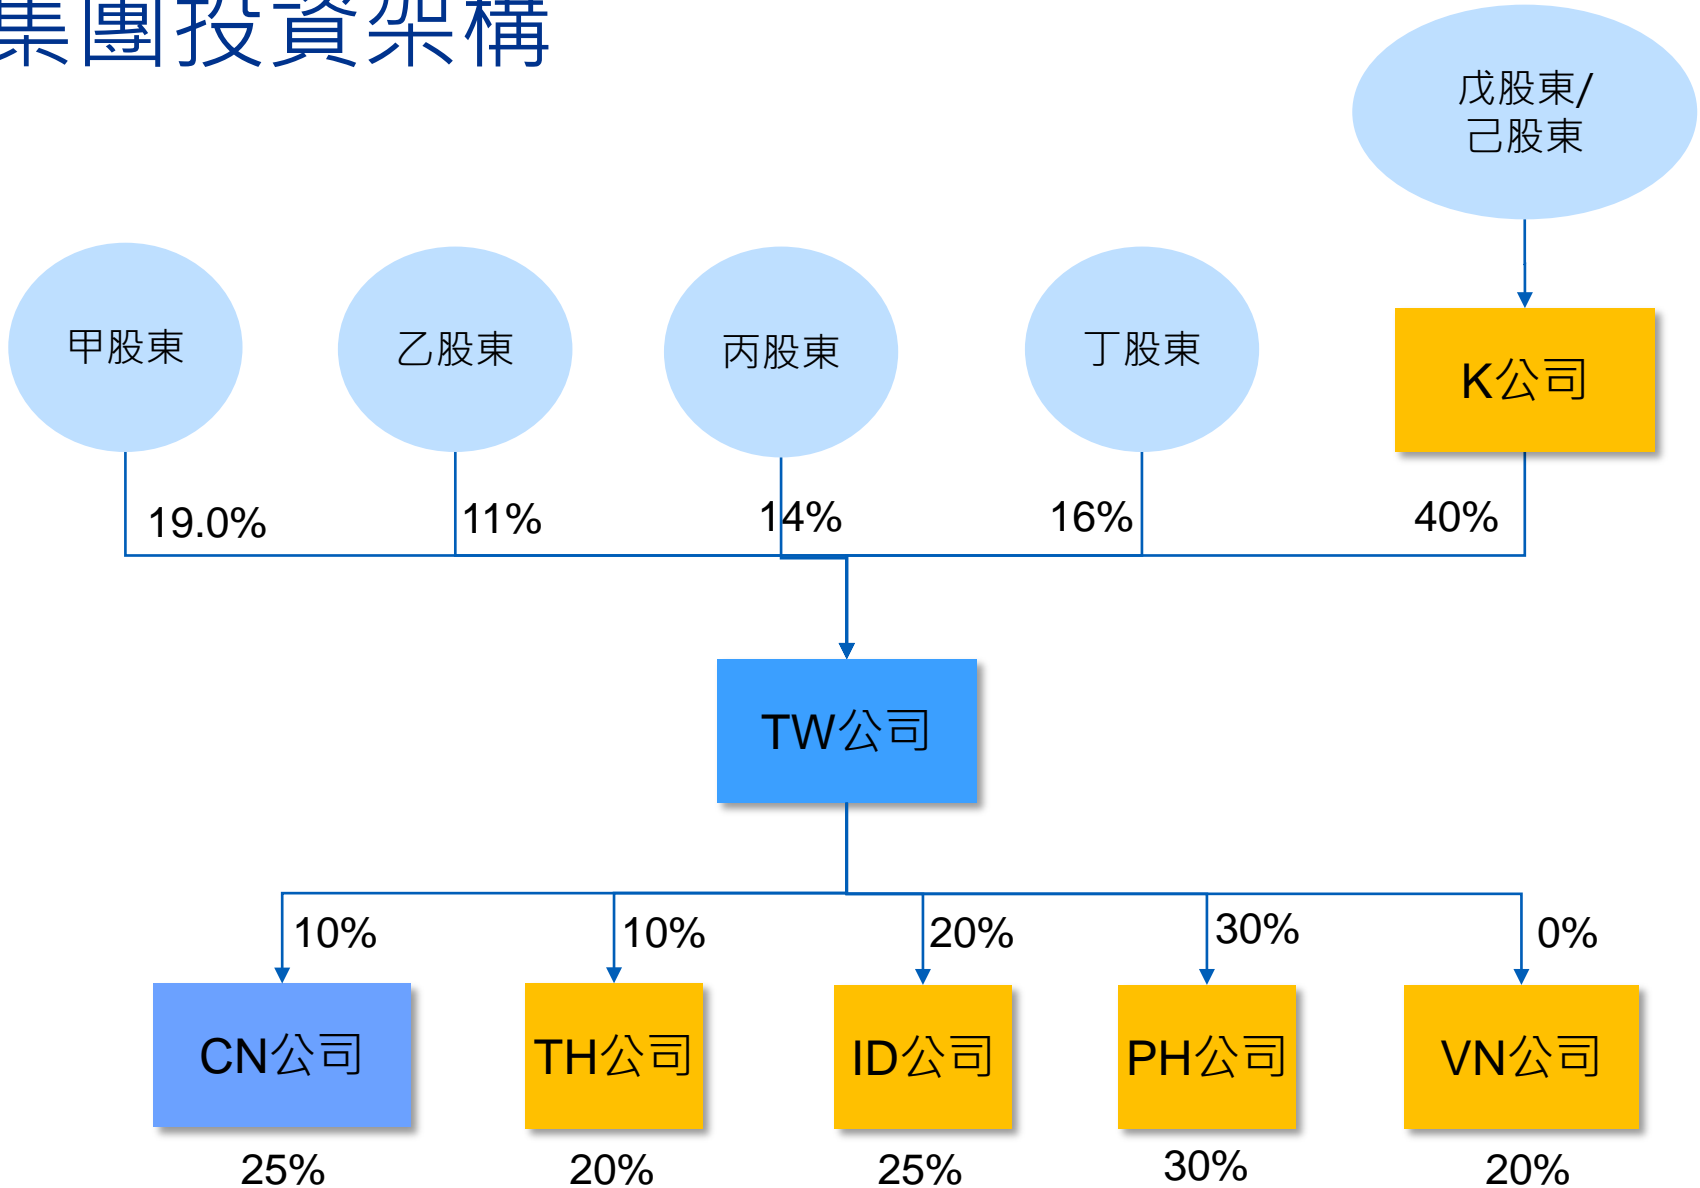 集團投資架構
戊股東/
己股東
甲股東
乙股東
丙股東
丁股東
K公司
19.0%
11%
14%
16%
40%
TW公司
10%
10%
20%
30%
0%
CN公司
TH公司
ID公司
PH公司
VN公司
25%
20%
25%
30%
20%